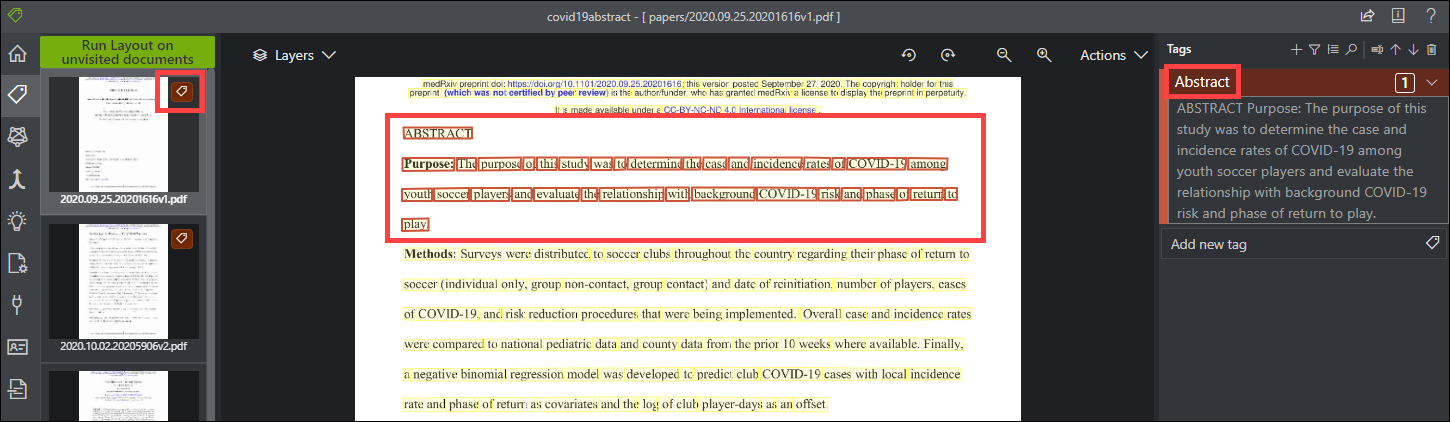 covid19abstract - [ papers/2020.09.25.20201616v1.pdf ]
Run Layout on
unvisited documents
2020.09.25.20201616v1.pdf
2020.10.02.20205906v2.pdf
Layers
Actions
medRxiv preprint doi: https://doi.org/10.1101/2020.09.25.20201616; this version posted September 27, 2020. The copyright holder for this
preprint (which was not certified by peer review) is the author/funder, who has granted medRxiv a license to display the preprint in perpetuity.
It is made available under a CC-BY-NC-ND 4.0 International license .
ABSTRACT
Purpose: The purpose of this study was to determine the case and incidence rates of COVID-19 among
youth soccer players and evaluate the relationship with background COVID-19 risk and phase of return to
play.
Methods: Surveys were distributed to soccer clubs throughout the country regarding their phase of return to
soccer (individual only, group non-contact, group contact) and date of reinitiation, number of players, cases
of COVID-19, and risk reduction procedures that were being implemented. Overall case and incidence rates
were compared to national pediatric data and county data from the prior 10 weeks where available. Finally,
a negative binomial regression model was developed to predict club COVID-19 cases with local incidence
rate and phase of return as covariates and the log of club player-days as an offset.
Tags
Abstract
1
ABSTRACT Purpose: The purpose of this
study was to determine the case and
incidence rates of COVID-19 among
youth soccer players and evaluate the
relationship with background COVID-19
risk and phase of return to play.
Add new tag